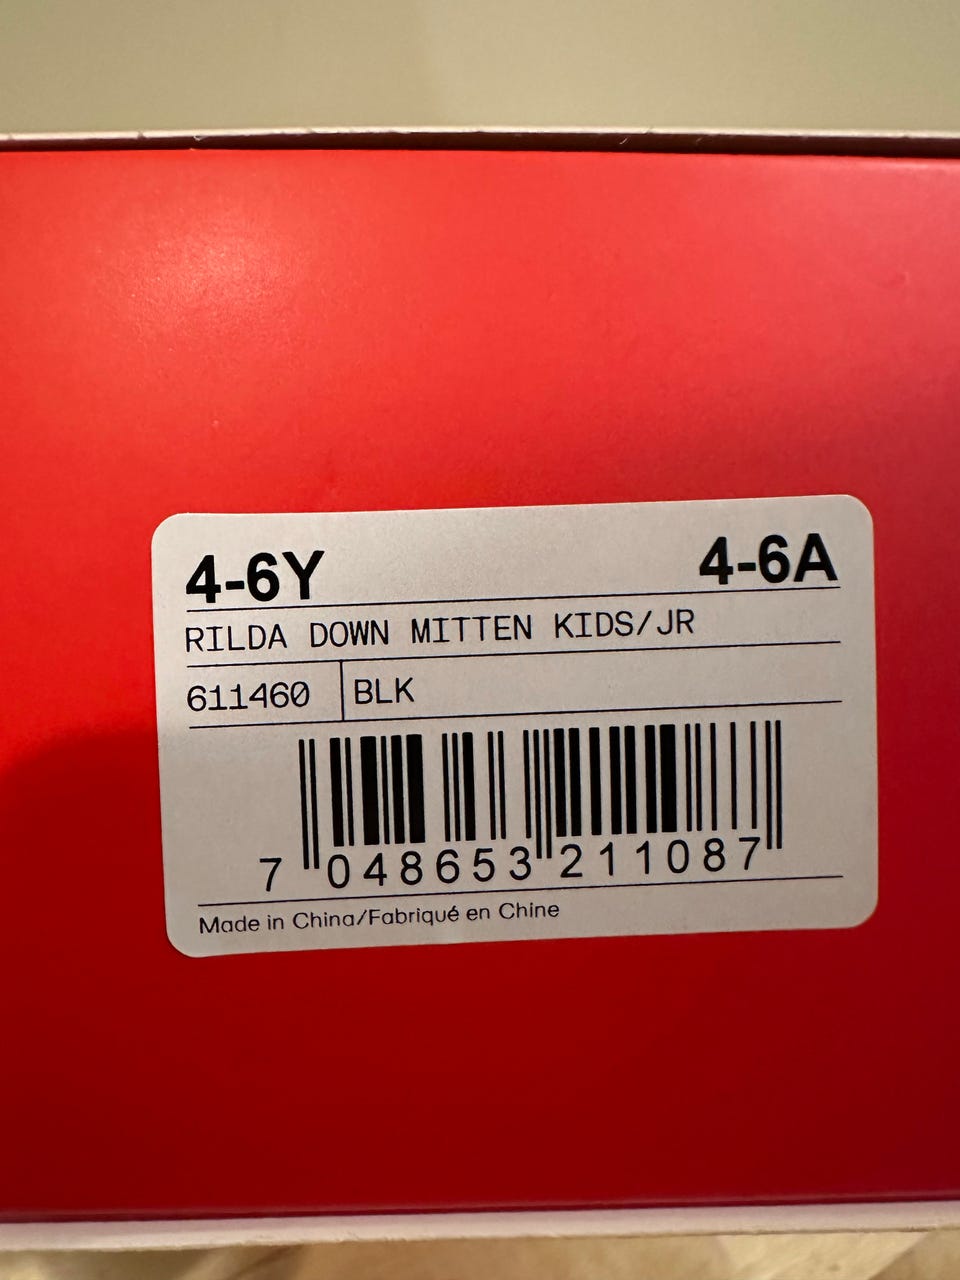 4-6Y 4-6A
RILDA DOWN MITTEN KIDS/JR
611460 BLK
7 048653 211087
Made in China/Fabriqué en Chine